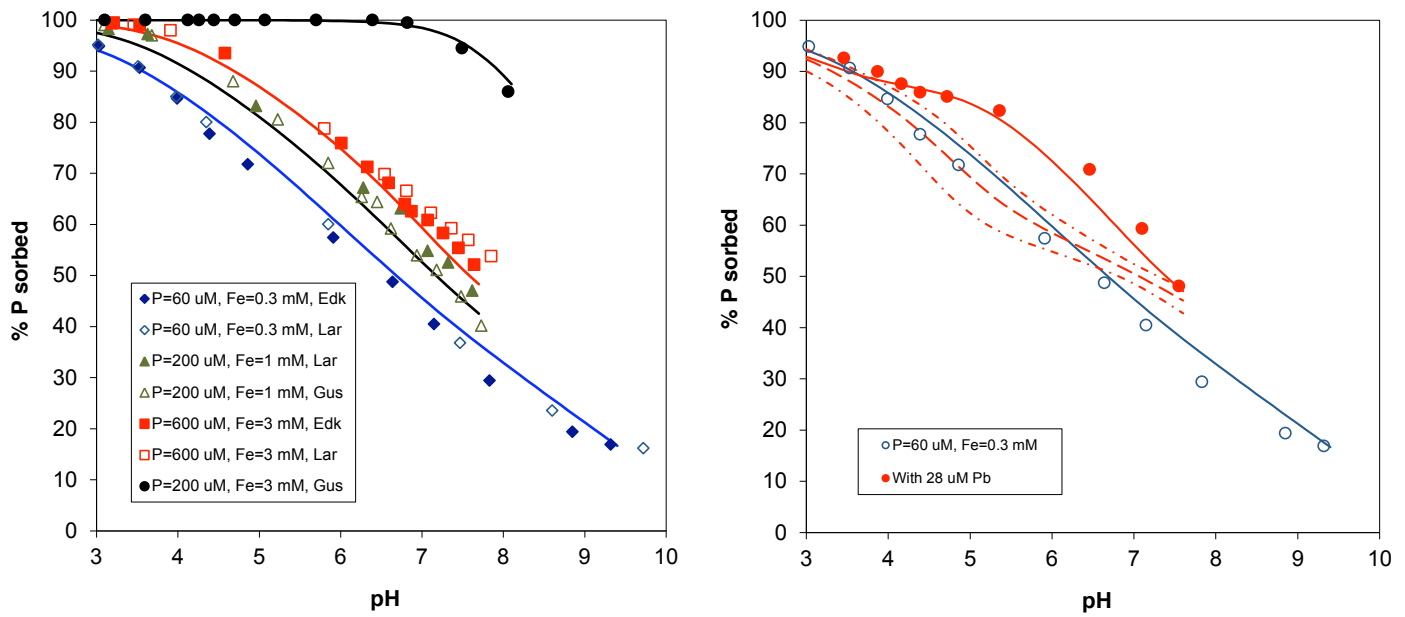 % P sorbed
100
90
80
70
60
50
40
30
20
10
0
P=60 uM, Fe=0.3 mM, Edk
P=60 uM, Fe=0.3 mM, Lar
P=200 uM, Fe=1 mM, Lar
P=200 uM, Fe=1 mM, Gus
P=600 uM, Fe=3 mM, Edk
P=600 uM, Fe=3 mM, Lar
P=200 uM, Fe=3 mM, Gus
3 4 5 6 7 8 9 10
pH
% P sorbed
100
90
80
70
60
50
40
30
20
10
0
P=60 uM, Fe=0.3 mM
With 28 uM Pb
3 4 5 6 7 8 9 10
pH